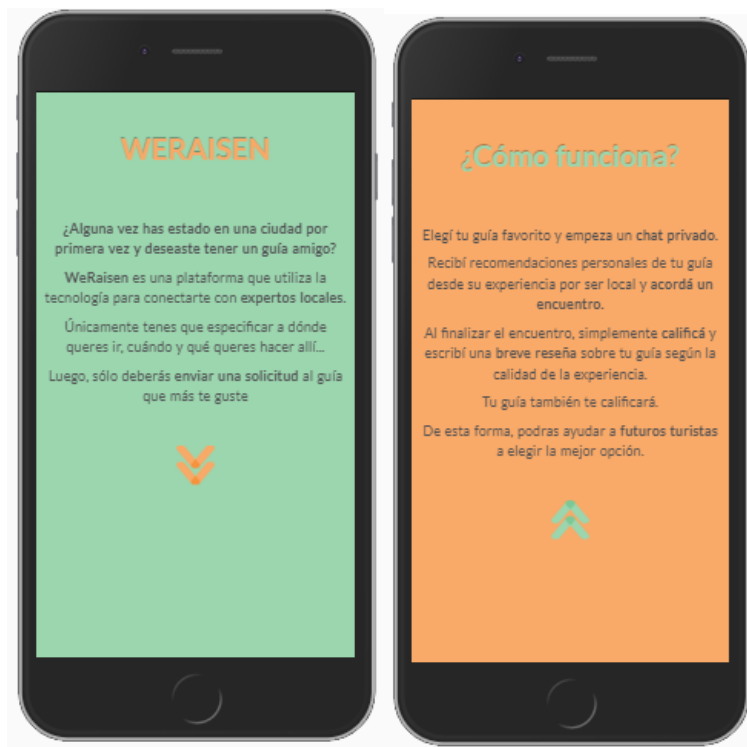 WERAISEN
¿Alguna vez has estado en una ciudad por
primera vez y deseaste tener un guía amigo?
WeRaisen es una plataforma que utiliza la
tecnología para conectarte con expertos locales.
Únicamente tenes que especificar a dónde
queres ir, cuándo y qué queres hacer allí...
Luego, sólo deberás enviar una solicitud al guía
que más te guste
¿Cómo funciona?
Elegí tu guía favorito y empeza un chat privado.
Recibí recomendaciones personales de tu guía
desde su experiencia por ser local y acordá un
encuentro.
Al finalizar el encuentro, simplemente calificá y
escribí una breve reseña sobre tu guía según la
calidad de la experiencia.
Tu guía también te calificará.
De esta forma, podras ayudar a futuros turistas
a elegir la mejor opción.